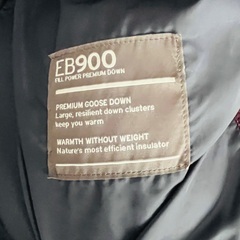 EB900
FILL POWER PREMIUM DOWN
PREMIUM GOOSE DOWN
Large, resilient down clusters
keep you warm
WARMTH WITHOUT WEIGHT
Nature's most efficient insulator